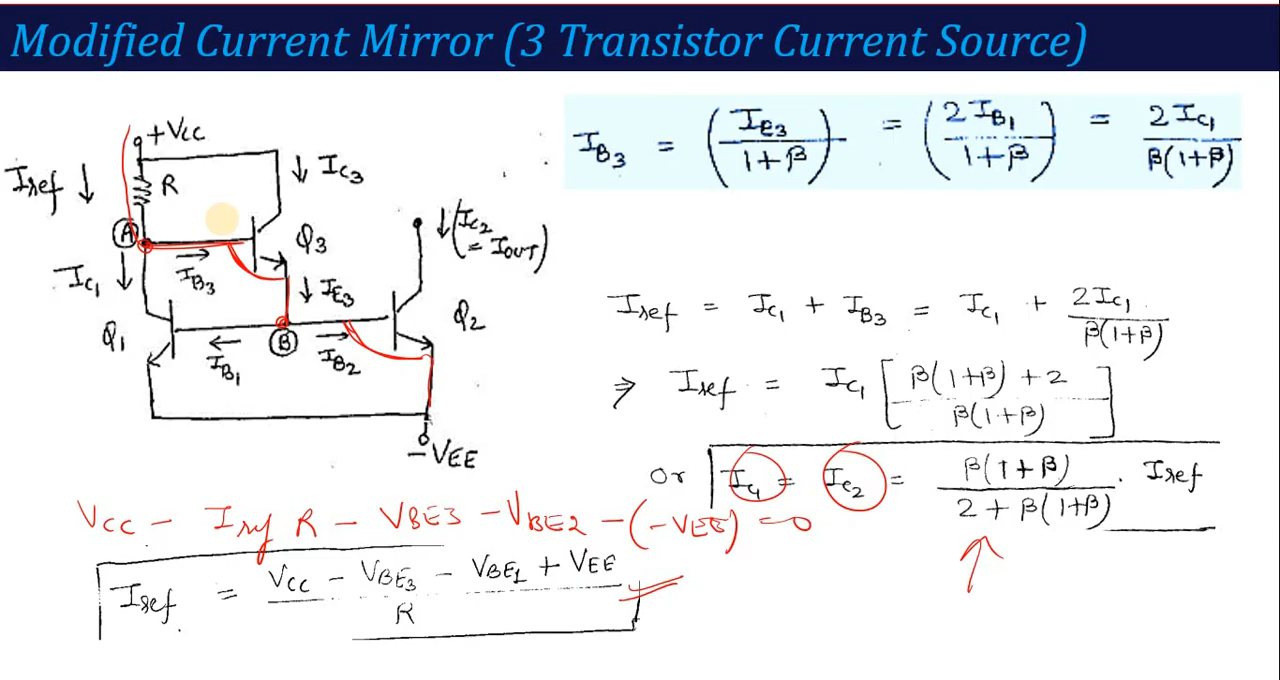 Modified Current Mirror (3 Transistor Current Source)
+VCC
Iref ↓
R
↓ IC3
A
IB3
Q3
↓ (IC2 = IOUT)
IC1 ↓
↓ IE3
Q1
Q2
IB1
B
IB2
-VEE
IB3 = (IE3 / 1+β) = (2IB1 / 1+β) = 2IC1 / β(1+β)
Iref = IC1 + IB3 = IC1 + 2IC1 / β(1+β)
⇒ Iref = IC1 [β(1+β)+2 / β(1+β)]
Or IC1 = IC2 = β(1+β) / 2+β(1+β) . Iref
VCC - Iref R - VBE3 - VBE2 - (-VEE) = 0
Iref = VCC - VBE3 - VBE1 + VEE / R